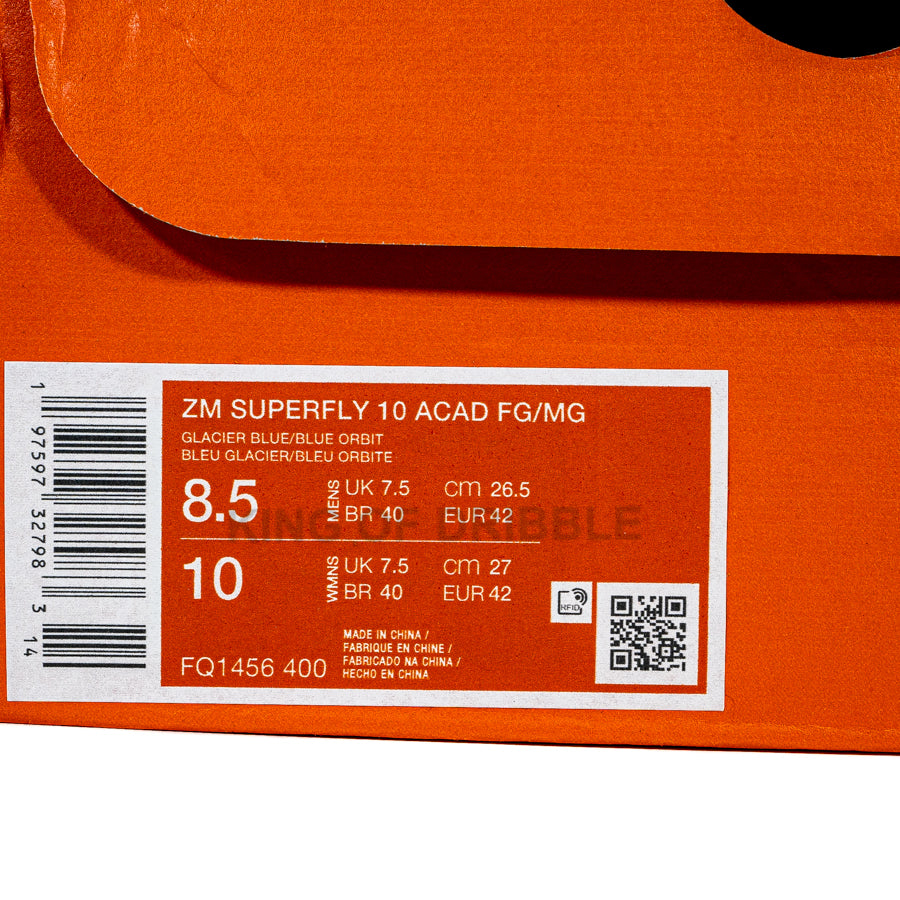 ZM SUPERFLY 10 ACAD FG/MG
GLACIER BLUE/BLUE ORBIT
BLEU GLACIER/BLEU ORBITE
8.5 MENS UK 7.5 CM 26.5
BR 40 EUR 42
KING OF DRIBBLE
10 WMNS UK 7.5 CM 27
BR 40 EUR 42
RFID
MADE IN CHINA /
FABRIQUE EN CHINE /
FABRICADO NA CHINA /
HECHO EN CHINA
FQ1456 400
1 97597 32798 3 14